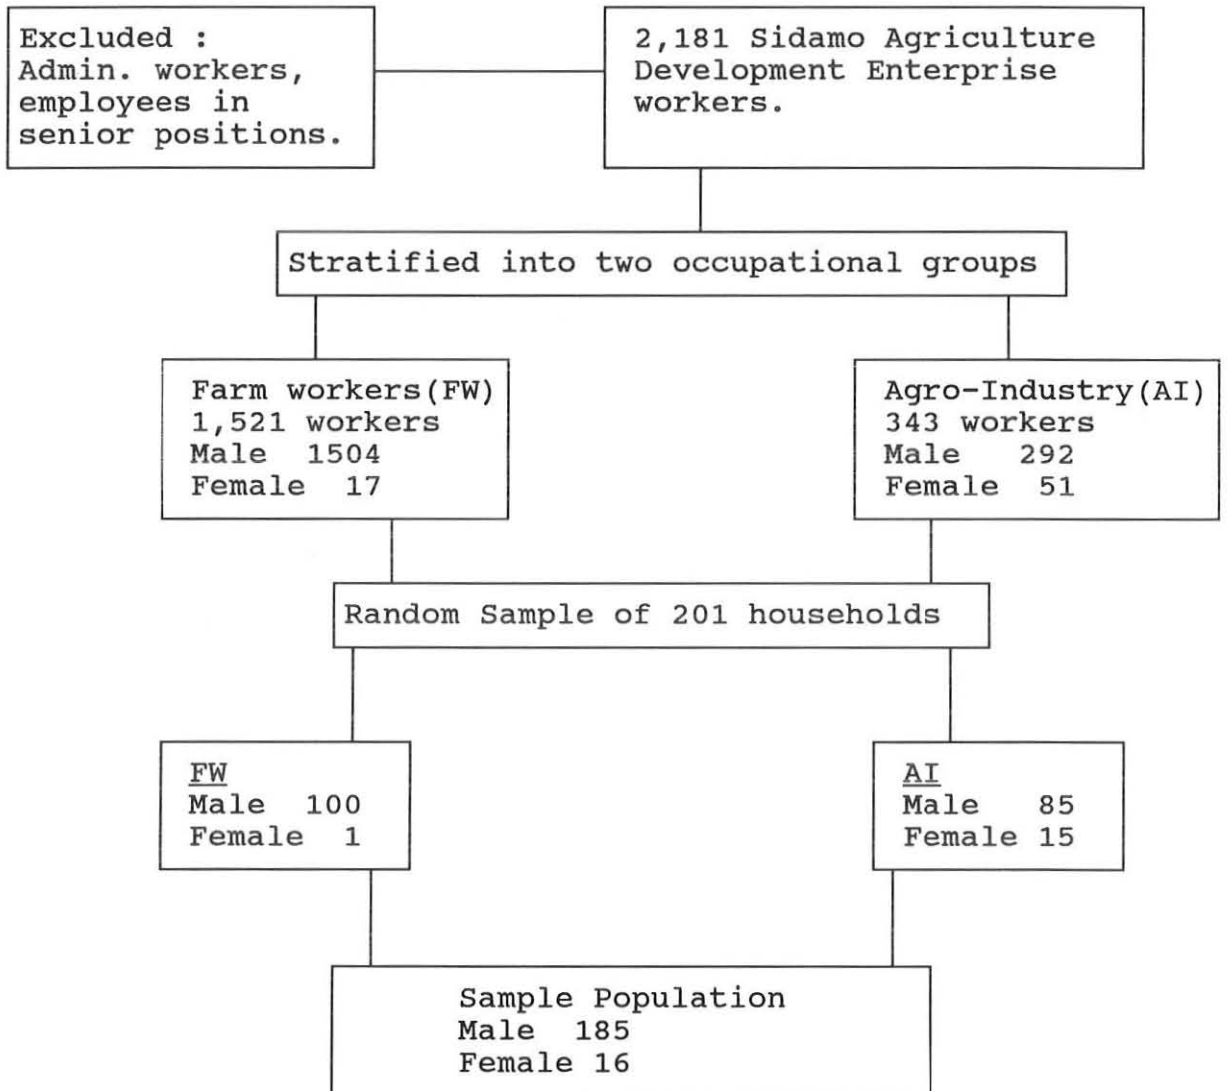 Excluded :
Admin. workers,
employees in
senior positions.
2,181 Sidamo Agriculture
Development Enterprise
workers.
Stratified into two occupational groups
Farm workers(FW)
1,521 workers
Male 1504
Female 17
Agro-Industry(AI)
343 workers
Male 292
Female 51
Random Sample of 201 households
FW
Male 100
Female 1
AI
Male 85
Female 15
Sample Population
Male 185
Female 16